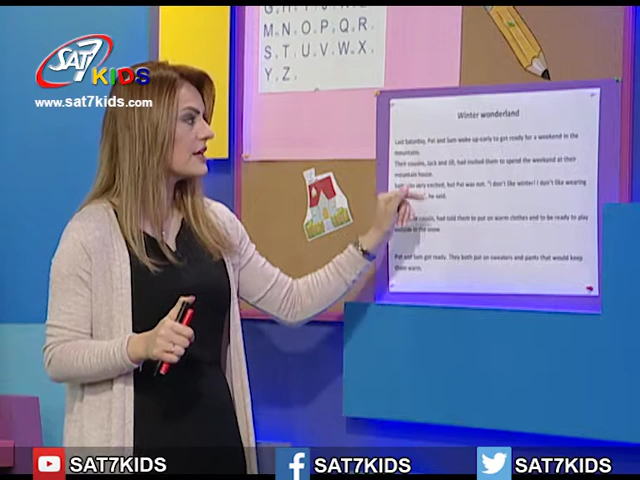 SAT7
KIDS
www.sat7kids.com
G H I J K L
M N O P Q R
S T U V W X
Y Z
Winter wonderland
Last Saturday, Pat and Sam woke up early to get ready for a weekend in the
mountains.
Their cousins, Jack and Jill, had invited them to spend the weekend at their
mountain house.
Sam was very excited, but Pat was not. "I don't like winter! I don't like wearing
he said.
cousin, had told them to put on warm clothes and to be ready to play
outside in the snow.
Pat and Sam got ready. They both put on sweaters and pants that would keep
them warm.
SAT7KIDS
SAT7KIDS
SAT7KIDS